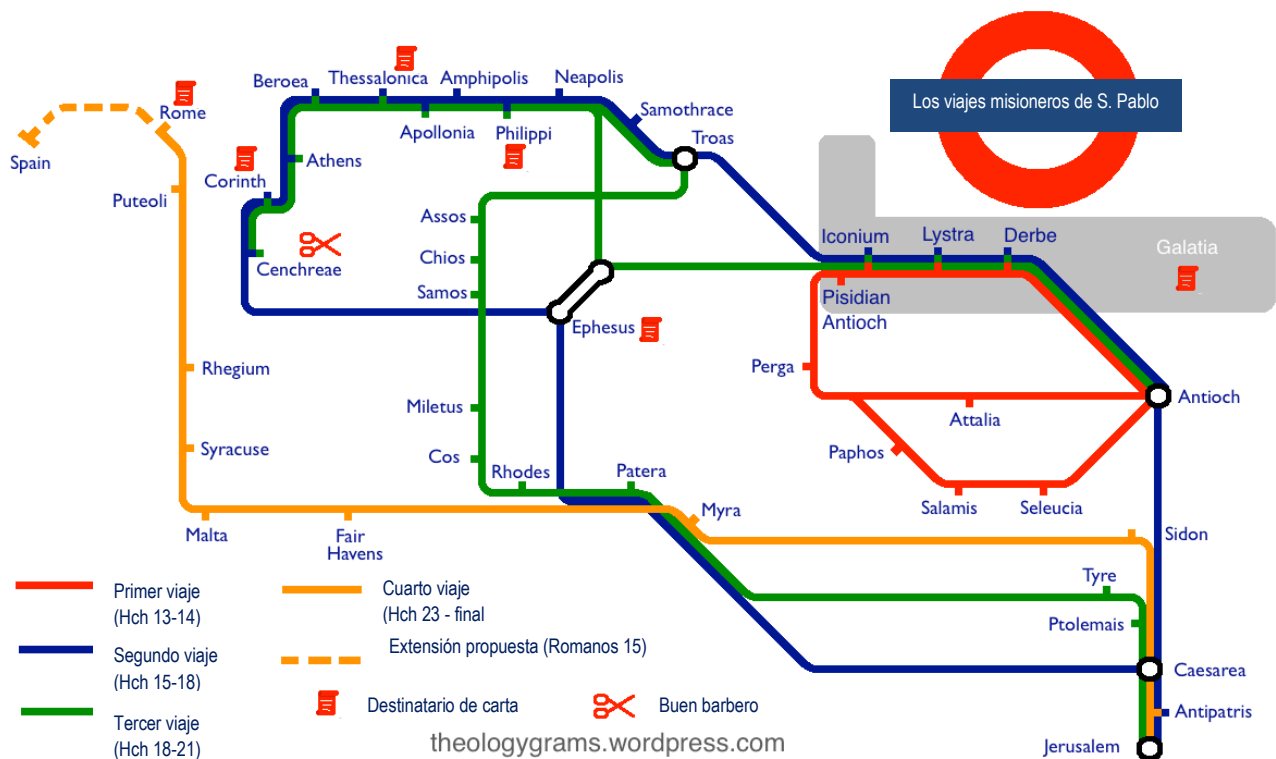 Los viajes misioneros de S. Pablo
Rome
Spain
Puteoli
Rhegium
Syracuse
Malta
Fair
Havens
Beroea
Thessalonica
Amphipolis
Neapolis
Samothrace
Troas
Apollonia
Philippi
Athens
Corinth
Cenchreae
Assos
Chios
Samos
Ephesus
Miletus
Cos
Rhodes
Patera
Myra
Iconium
Lystra
Derbe
Galatia
Pisidian
Antioch
Perga
Attalia
Antioch
Paphos
Salamis
Seleucia
Sidon
Tyre
Ptolemais
Caesarea
Antipatris
Jerusalem
Primer viaje
(Hch 13-14)
Segundo viaje
(Hch 15-18)
Tercer viaje
(Hch 18-21)
Cuarto viaje
(Hch 23 - final
Extensión propuesta (Romanos 15)
Destinatario de carta
Buen barbero
theologygrams.wordpress.com